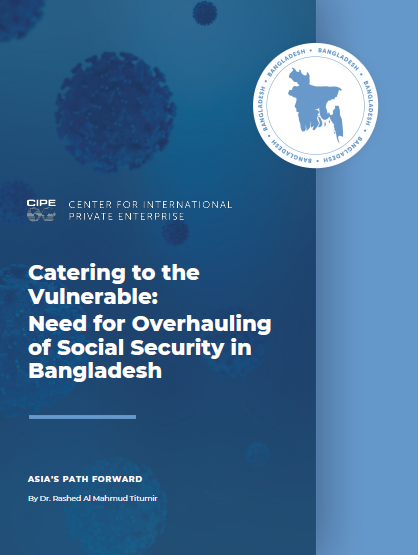 BANGLADESH • BANGLADESH • BANGLADESH • BANGLADESH • BANGLADESH • BANGLADESH •
CIPE
CENTER FOR INTERNATIONAL
PRIVATE ENTERPRISE
Catering to the
Vulnerable:
Need for Overhauling
of Social Security in
Bangladesh
ASIA'S PATH FORWARD
By Dr. Rashed Al Mahmud Titumir